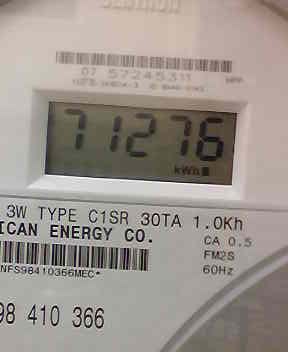 07 57245311
71276
kWh
3W TYPE C1SR 30TA 1.0Kh
ICAN ENERGY CO.
CA 0.5
FM2S
60Hz
NFS98410366MEC*
98 410 366